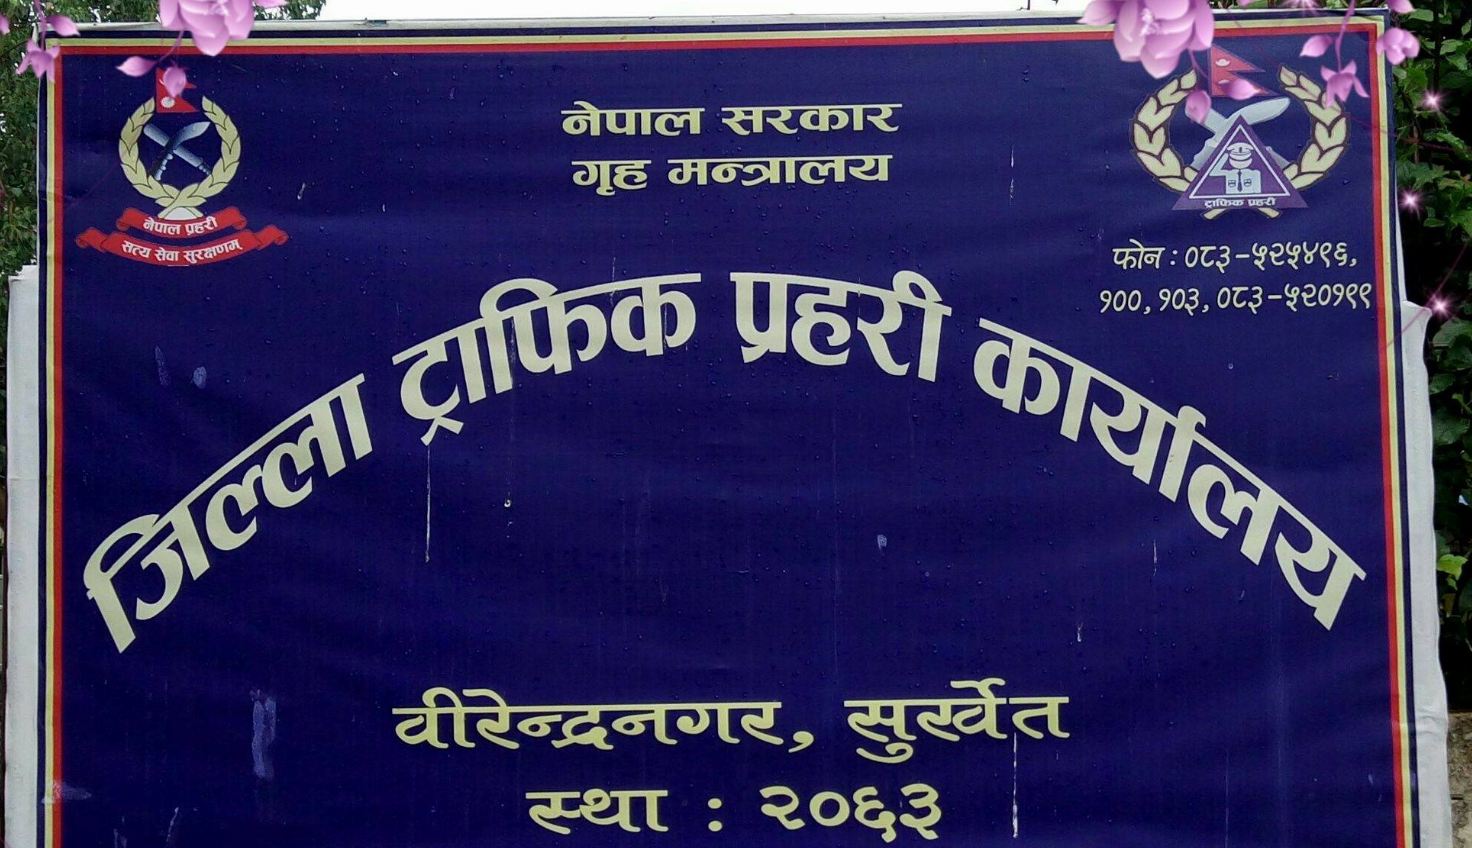 नेपाल सरकार
गृह मन्त्रालय
नेपाल प्रहरी
सत्य सेवा सुरक्षणम्
ट्राफिक प्रहरी
फोन : ०८३-५२५४९६,
१००, १०३, ०८३-५२०१९९
जिल्ला ट्राफिक प्रहरी कार्यालय
वीरेन्द्रनगर, सुर्खेत
स्था : २०६३